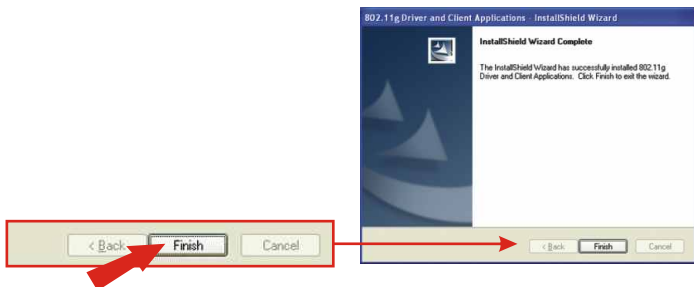 802.11g Driver and Client Applications - InstallShield Wizard
InstallShield Wizard Complete
The InstallShield Wizard has successfully installed 802.11g
Driver and Client Applications. Click Finish to exit the wizard.
< Back Finish Cancel
< Back Finish Cancel